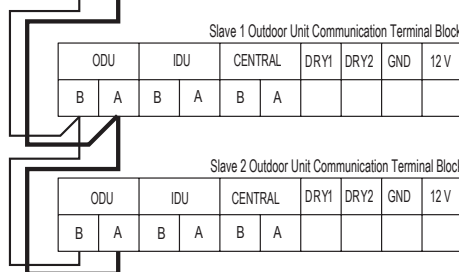 Slave 1 Outdoor Unit Communication Terminal Block
ODU IDU CENTRAL DRY1 DRY2 GND 12 V
B A B A B A
Slave 2 Outdoor Unit Communication Terminal Block
ODU IDU CENTRAL DRY1 DRY2 GND 12 V
B A B A B A